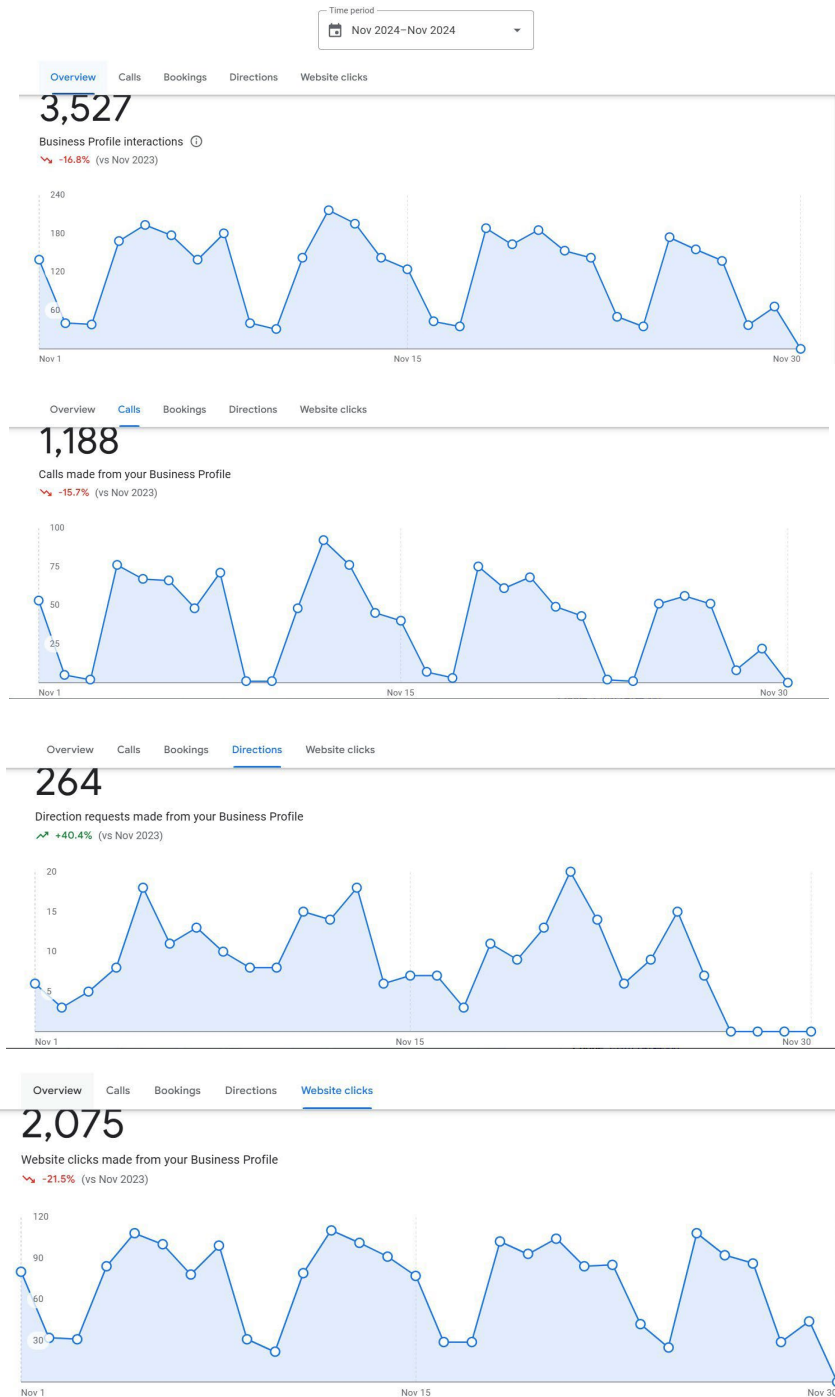 Time period
Nov 2024–Nov 2024
Overview Calls Bookings Directions Website clicks
3,527
Business Profile interactions
-16.8% (vs Nov 2023)
240
180
120
60
Nov 1 Nov 15 Nov 30
Overview Calls Bookings Directions Website clicks
1,188
Calls made from your Business Profile
-15.7% (vs Nov 2023)
100
75
50
25
Nov 1 Nov 15 Nov 30
Overview Calls Bookings Directions Website clicks
264
Direction requests made from your Business Profile
+40.4% (vs Nov 2023)
20
15
10
5
Nov 1 Nov 15 Nov 30
Overview Calls Bookings Directions Website clicks
2,075
Website clicks made from your Business Profile
-21.5% (vs Nov 2023)
120
90
60
30
Nov 1 Nov 15 Nov 30